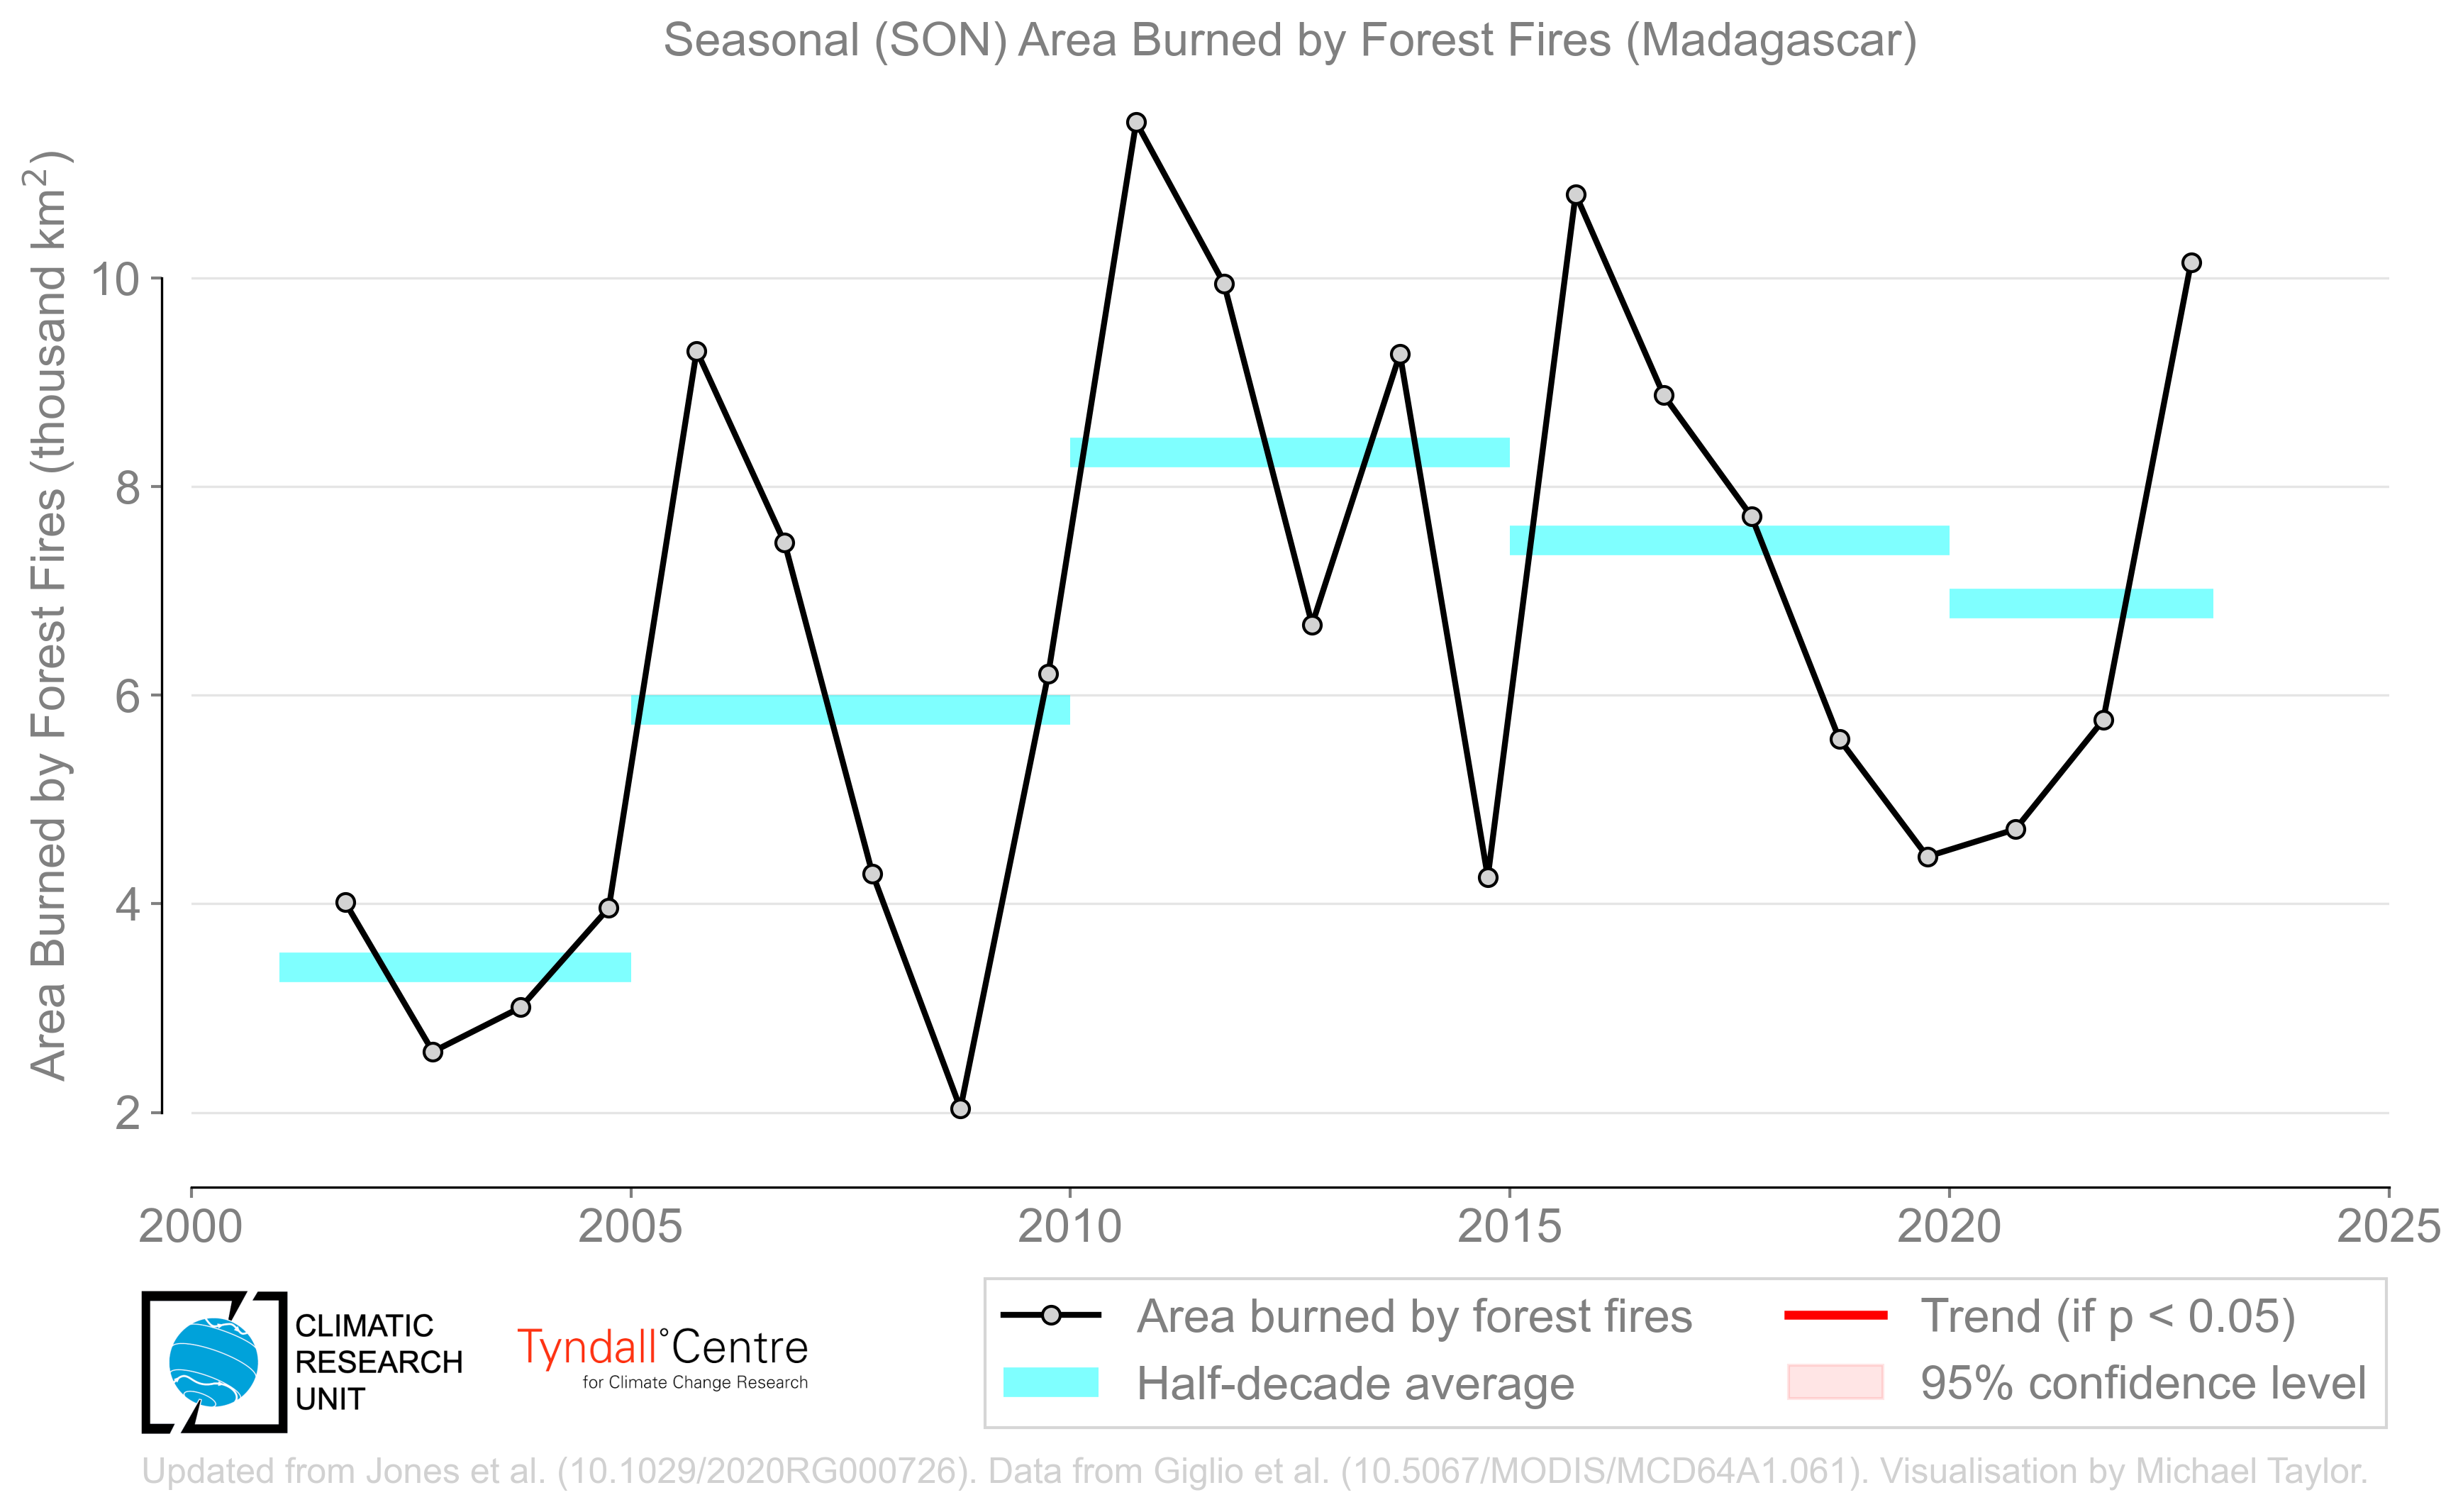 Seasonal (SON) Area Burned by Forest Fires (Madagascar)
Area Burned by Forest Fires (thousand km²)
10
8
6
4
2
2000 2005 2010 2015 2020 2025
CLIMATIC
RESEARCH
UNIT
Tyndall°Centre
for Climate Change Research
Area burned by forest fires
Half-decade average
Trend (if p < 0.05)
95% confidence level
Updated from Jones et al. (10.1029/2020RG000726). Data from Giglio et al. (10.5067/MODIS/MCD64A1.061). Visualisation by Michael Taylor.